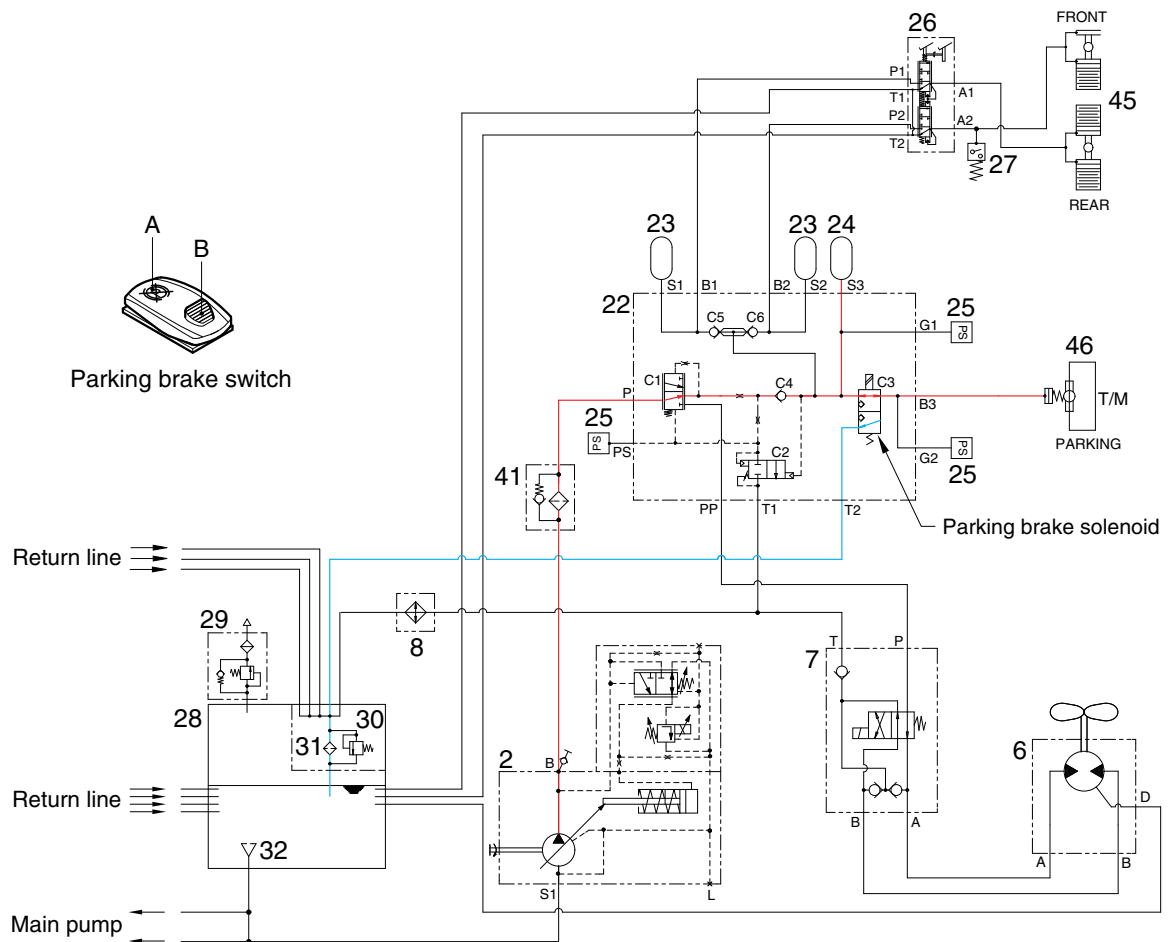 FRONT
26
P1
T1
A1
P2
A2
T2
45
27
REAR
A
B
Parking brake switch
23
23
24
S1
B1
B2
S2
S3
22
C5
C6
G1
25
PS
46
C1
P
C4
C3
B3
T/M
PARKING
25
PS
PS
C2
G2
PS
25
41
PP
T1
T2
Parking brake solenoid
Return line
29
8
T
P
7
28
30
31
2
B
6
D
Return line
32
B
A
A
B
S1
L
Main pump